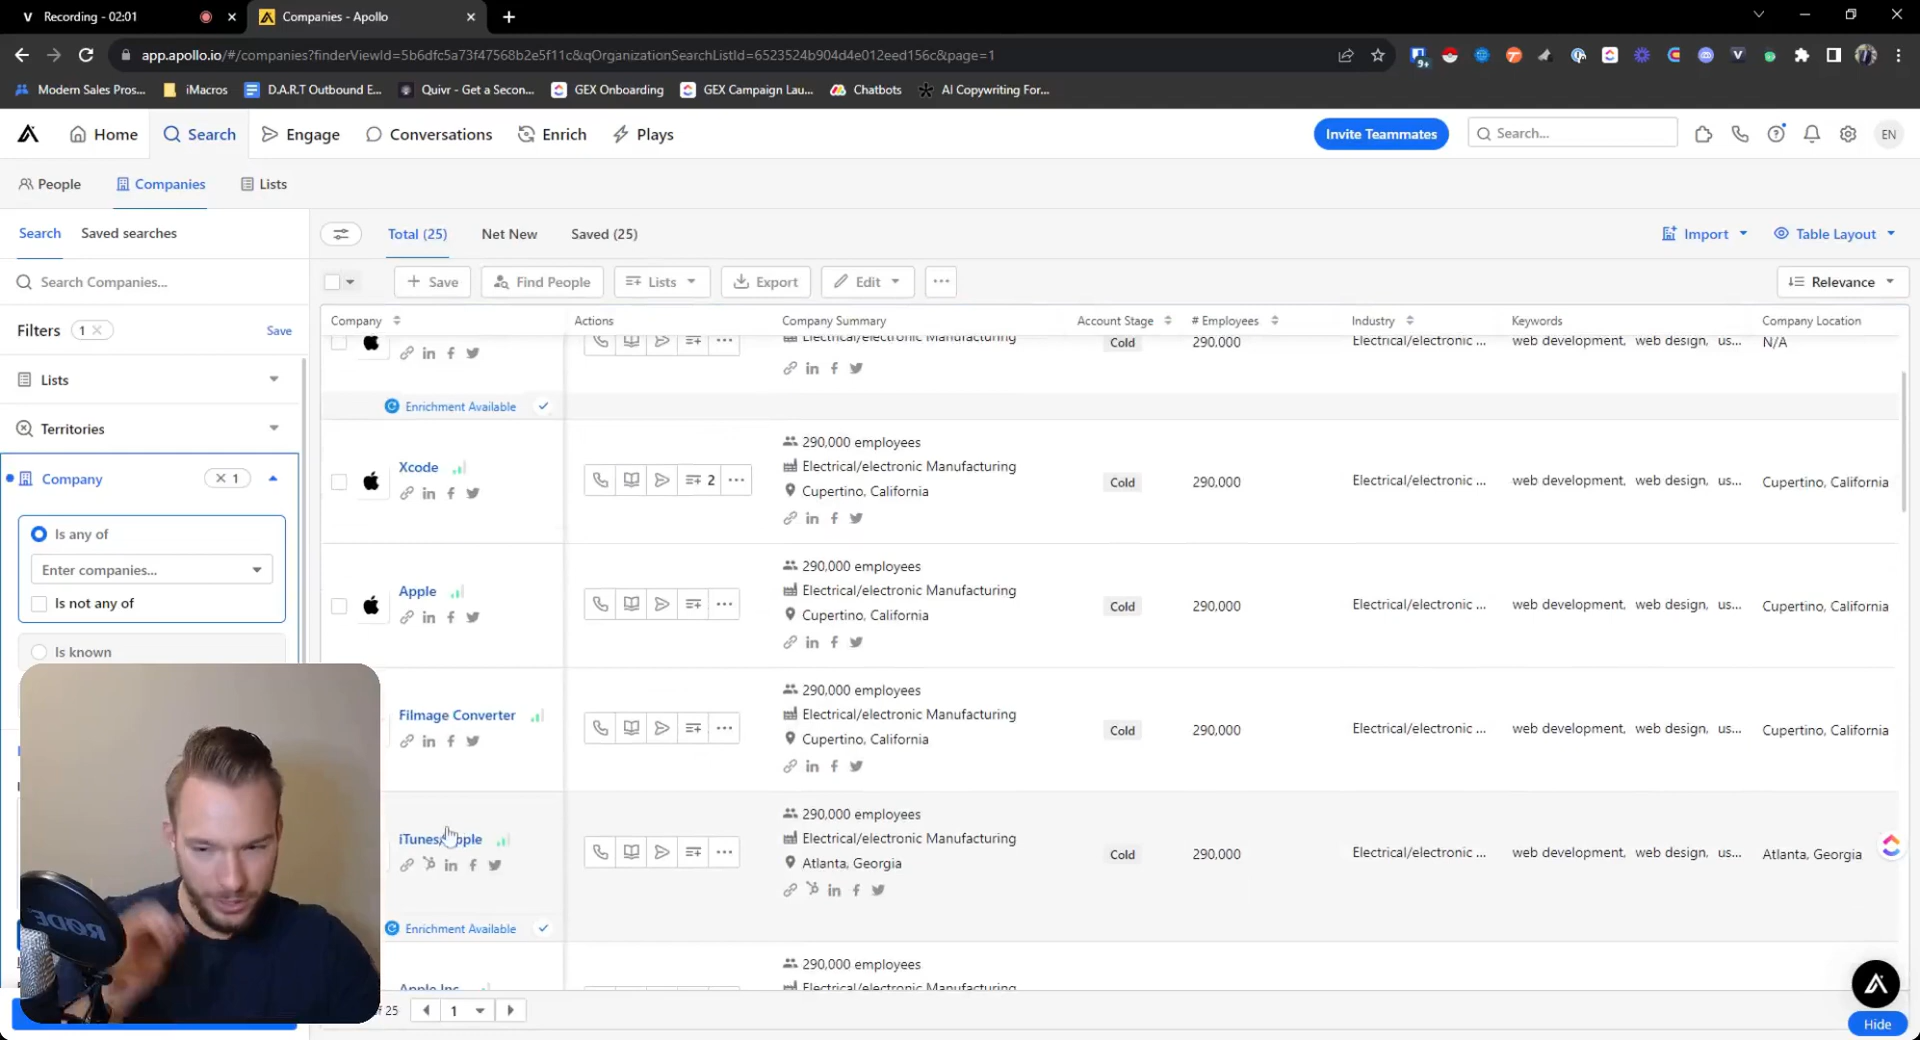 Recording - 02:01
Companies - Apollo
app.apollo.io/#/companies?finderViewId=5b6dfc5a73f47568b2e5f11c&qOrganizationSearchListId=6523524b904d4e012eed156c&page=1
9+
Modern Sales Pros... iMacros D.A.R.T Outbound E... Quivr - Get a Secon... GEX Onboarding GEX Campaign Lau... Chatbots AI Copywriting For...
Home Search Engage Conversations Enrich Plays Invite Teammates Search... EN
People Companies Lists
Search Saved searches Total (25) Net New Saved (25) Import Table Layout
Search Companies... Save Find People Lists Export Edit ... Relevance
Filters 1 Save
Company Actions Company Summary Account Stage # Employees Industry Keywords Company Location
Electrical/electronic Manufacturing Cold 290,000 Electrical/electronic ... web development, web design, us... N/A
Lists
Enrichment Available
Territories
290,000 employees
Xcode 2 Electrical/electronic Manufacturing
Company 1 Cold 290,000 Electrical/electronic ... web development, web design, us... Cupertino, California
Cupertino, California
Is any of
Enter companies...
290,000 employees
Apple Electrical/electronic Manufacturing
Is not any of Cold 290,000 Electrical/electronic ... web development, web design, us... Cupertino, California
Cupertino, California
Is known
290,000 employees
Filmage Converter Electrical/electronic Manufacturing
Cold 290,000 Electrical/electronic ... web development, web design, us... Cupertino, California
Cupertino, California
290,000 employees
Electrical/electronic Manufacturing
Cold 290,000 Electrical/electronic ... web development, web design, us... Atlanta, Georgia
Atlanta, Georgia
RØDE
Enrichment Available
290,000 employees
Apple Inc Electrical/electronic Manufacturing
25 1
Hide